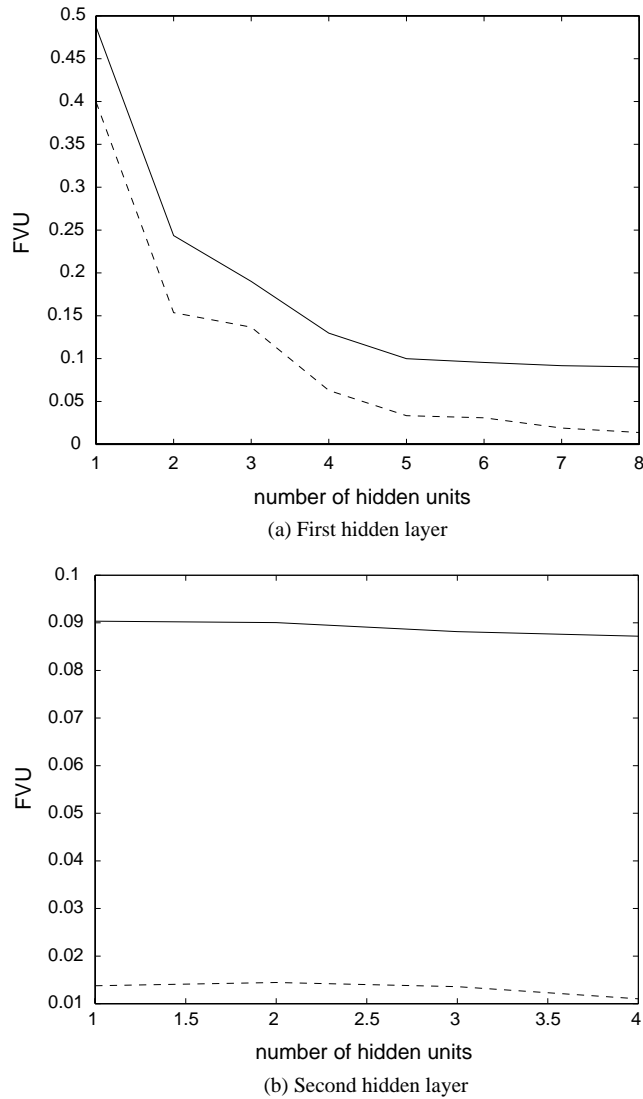 0.5
0.45
0.4
0.35
0.3
0.25
0.2
0.15
0.1
0.05
0
FVU
1 2 3 4 5 6 7 8
number of hidden units
(a) First hidden layer
0.1
0.09
0.08
0.07
0.06
0.05
0.04
0.03
0.02
0.01
FVU
1 1.5 2 2.5 3 3.5 4
number of hidden units
(b) Second hidden layer